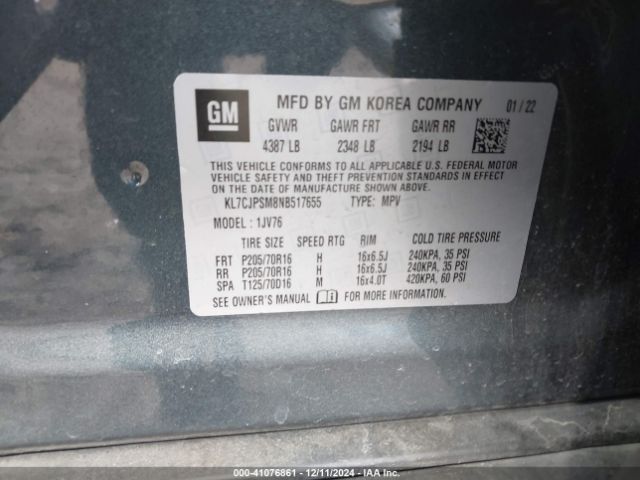 GM
MFD BY GM KOREA COMPANY 01/22
GVWR GAWR FRT GAWR RR
4387 LB 2348 LB 2194 LB
THIS VEHICLE CONFORMS TO ALL APPLICABLE U.S. FEDERAL MOTOR
VEHICLE SAFETY AND THEFT PREVENTION STANDARDS IN EFFECT ON
THE DATE OF MANUFACTURE SHOWN ABOVE.
KL7CJPSM8NB517655 TYPE: MPV
MODEL: 1JV76
TIRE SIZE SPEED RTG RIM COLD TIRE PRESSURE
FRT P205/70R16 H 16x6.5J 240KPA, 35 PSI
RR P205/70R16 H 16x6.5J 240KPA, 35 PSI
SPA T125/70D16 M 16x4.0T 420KPA, 60 PSI
SEE OWNER'S MANUAL FOR MORE INFORMATION
000-41076861 - 12/11/2024 - IAA Inc.